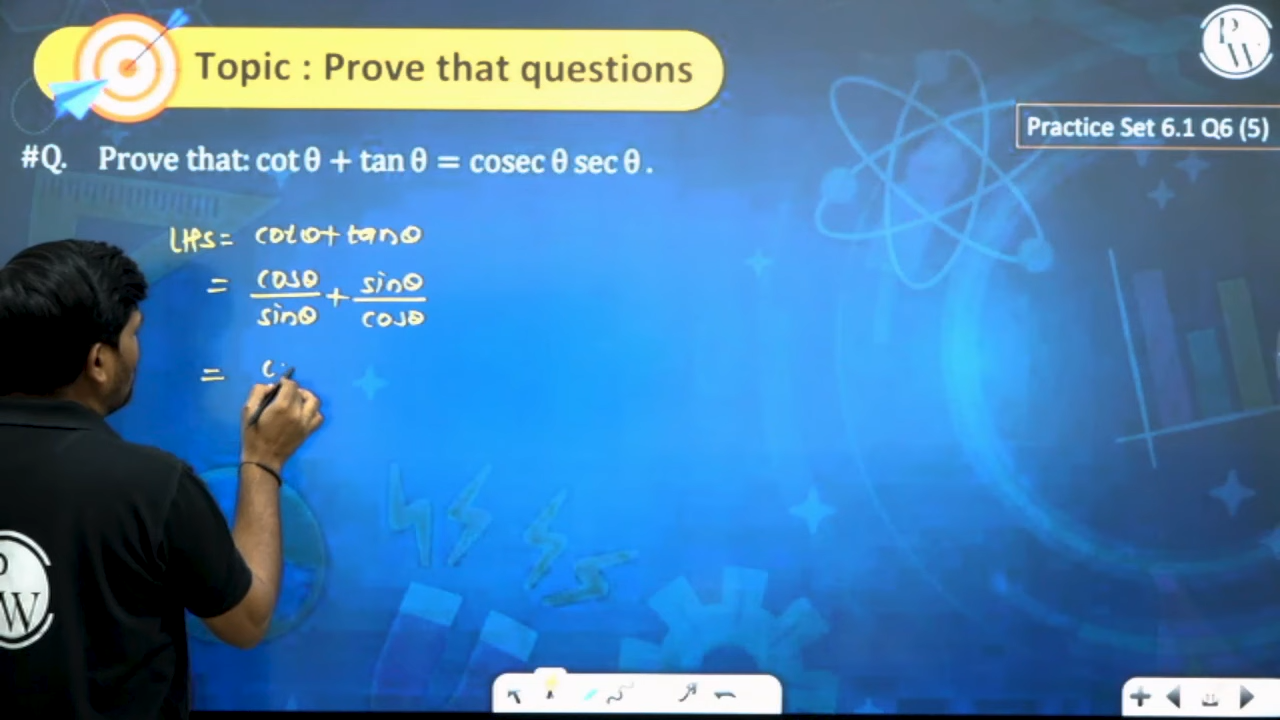 P
W
Topic : Prove that questions
Practice Set 6.1 Q6 (5)
#Q. Prove that: cot θ + tan θ = cosec θ sec θ .
LHS = cotθ + tanθ
= cosθ/sinθ + sinθ/cosθ
= c
P
W